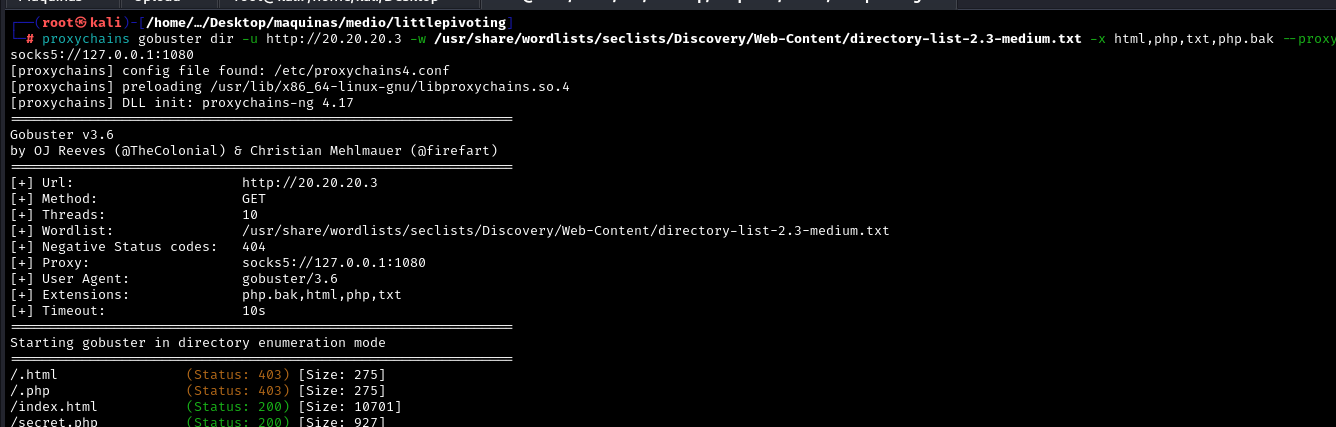 (root㉿kali)-[/home/…/Desktop/maquinas/medio/littlepivoting]
# proxychains gobuster dir -u http://20.20.20.3 -w /usr/share/wordlists/seclists/Discovery/Web-Content/directory-list-2.3-medium.txt -x html,php,txt,php.bak --proxy
socks5://127.0.0.1:1080
[proxychains] config file found: /etc/proxychains4.conf
[proxychains] preloading /usr/lib/x86_64-linux-gnu/libproxychains.so.4
[proxychains] DLL init: proxychains-ng 4.17
===============================================================
Gobuster v3.6
by OJ Reeves (@TheColonial) & Christian Mehlmauer (@firefart)
===============================================================
[+] Url:                     http://20.20.20.3
[+] Method:                  GET
[+] Threads:                 10
[+] Wordlist:                /usr/share/wordlists/seclists/Discovery/Web-Content/directory-list-2.3-medium.txt
[+] Negative Status codes:   404
[+] Proxy:                   socks5://127.0.0.1:1080
[+] User Agent:              gobuster/3.6
[+] Extensions:              php.bak,html,php,txt
[+] Timeout:                 10s
===============================================================
Starting gobuster in directory enumeration mode
===============================================================
/.html                (Status: 403) [Size: 275]
/.php                 (Status: 403) [Size: 275]
/index.html           (Status: 200) [Size: 10701]
/secret.php           (Status: 200) [Size: 927]